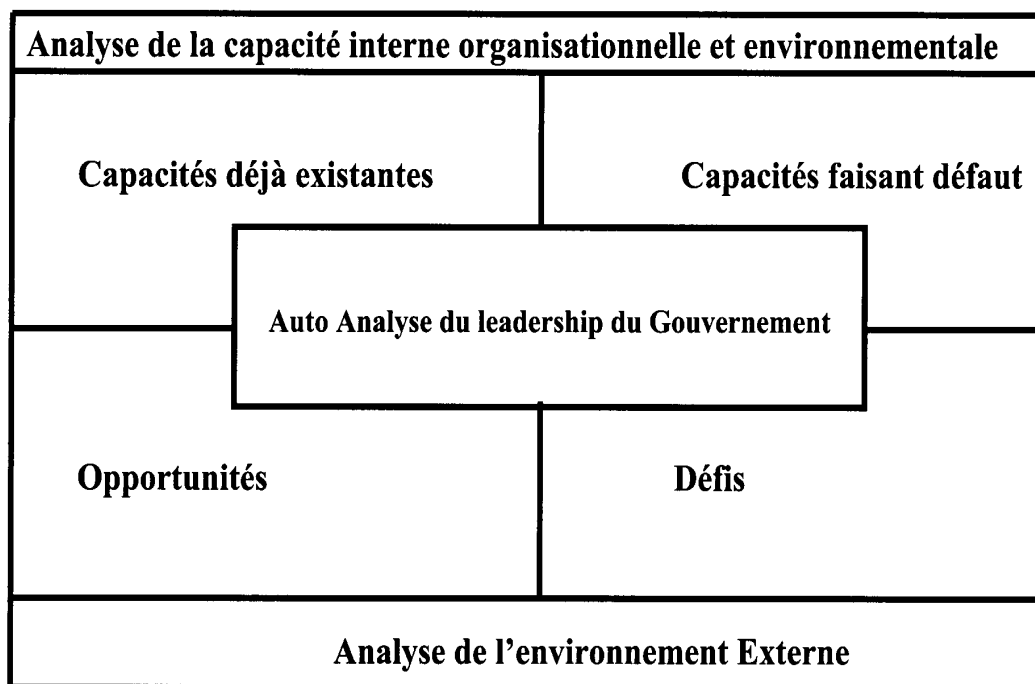 Analyse de la capacité interne organisationnelle et environnementale
Capacités déjà existantes
Capacités faisant défaut
Auto Analyse du leadership du Gouvernement
Opportunités
Défis
Analyse de l’environnement Externe